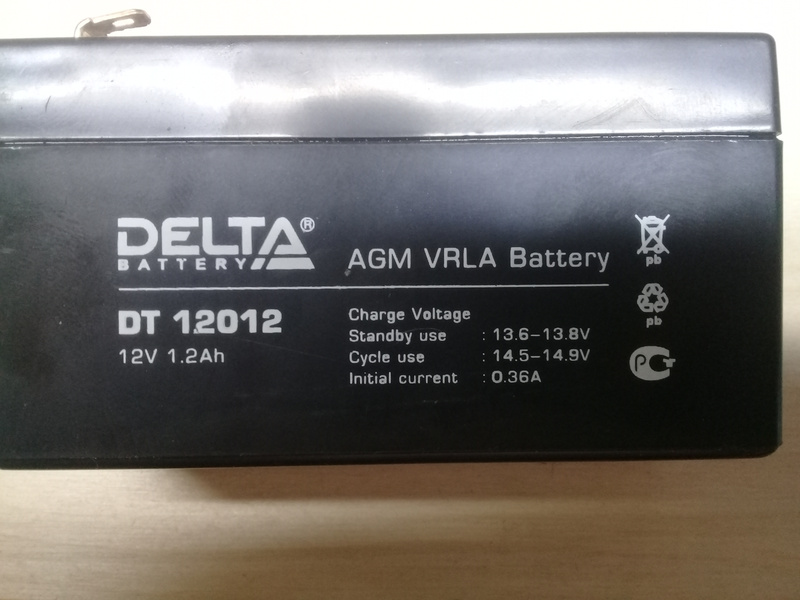 DELTA®
BATTERY
AGM VRLA Battery
DT 12012
12V 1.2Ah
Charge Voltage
Standby use : 13.6-13.8V
Cycle use : 14.5-14.9V
Initial current : 0.36A
pb
pb
РСТ